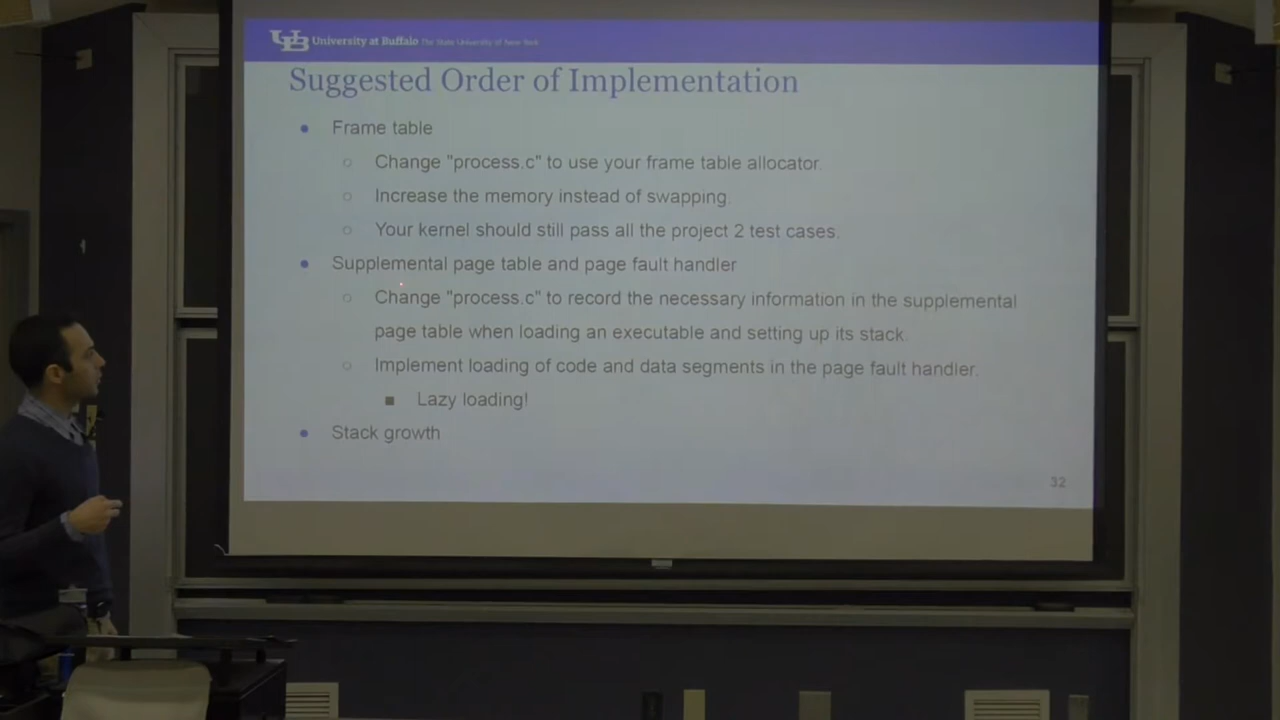 University at Buffalo The State University of New York
Suggested Order of Implementation
• Frame table
○ Change "process.c" to use your frame table allocator.
○ Increase the memory instead of swapping.
○ Your kernel should still pass all the project 2 test cases.
• Supplemental page table and page fault handler
○ Change "process.c" to record the necessary information in the supplemental
page table when loading an executable and setting up its stack.
○ Implement loading of code and data segments in the page fault handler.
■ Lazy loading!
• Stack growth
32